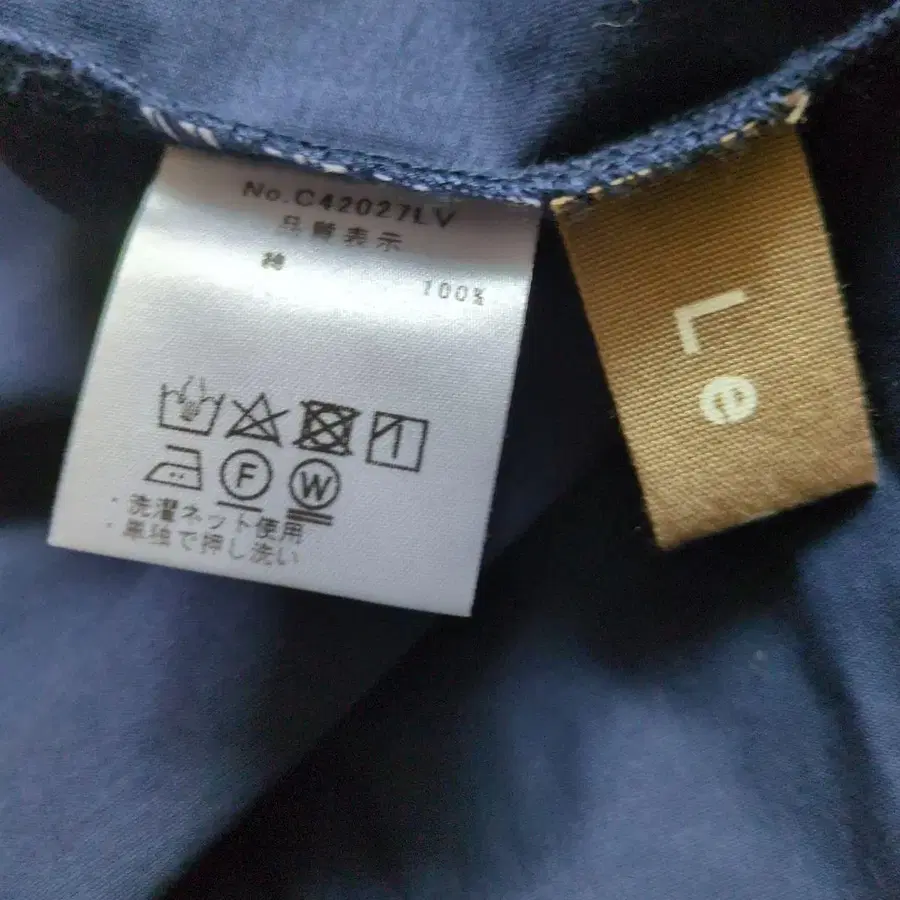 No.C42027LV
品質表示
綿
100%
F
W
・洗濯ネット使用
・単独で押し洗い
L
e